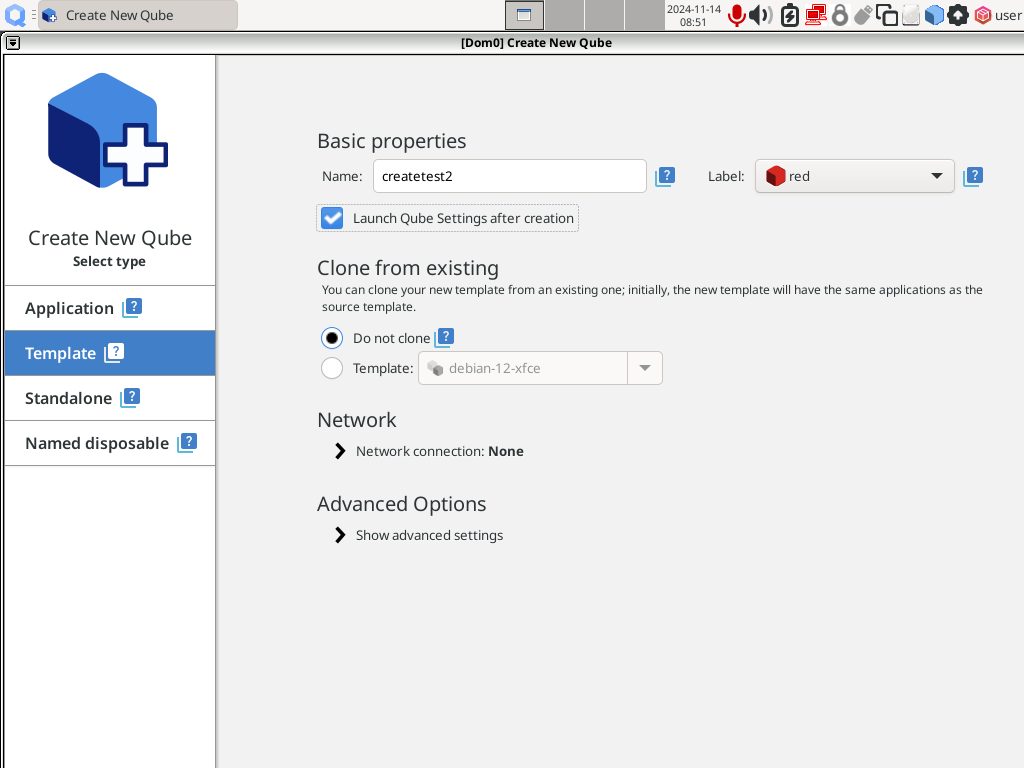 Create New Qube
2024-11-14
08:51
user
[Dom0] Create New Qube
Create New Qube
Select type
Application ?
Template ?
Standalone ?
Named disposable ?
Basic properties
Name: createtest2 ? Label: red ?
Launch Qube Settings after creation
Clone from existing
You can clone your new template from an existing one; initially, the new template will have the same applications as the
source template.
Do not clone ?
Template: debian-12-xfce
Network
Network connection: None
Advanced Options
Show advanced settings